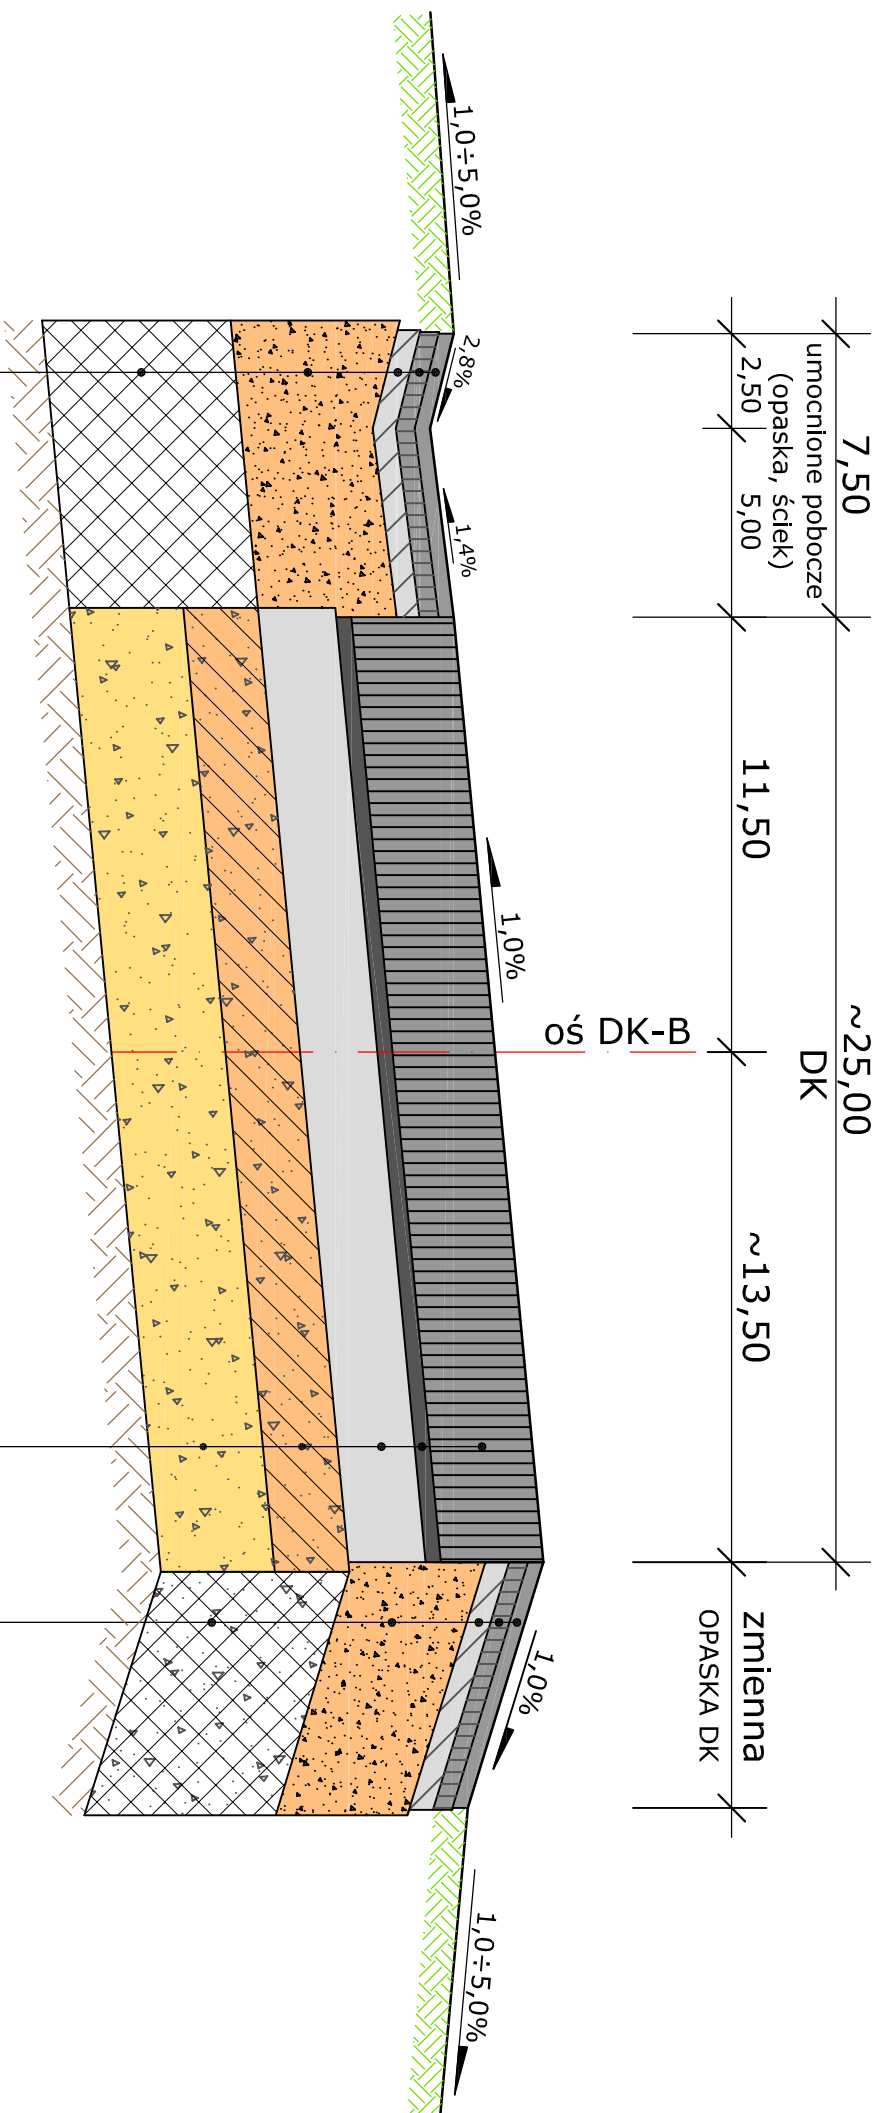 7,50
~25,00
umocnione pobocze
(opaska, ściek)
DK
2,50
5,00
11,50
~13,50
zmienna
OPASKA DK
oś DK-B
1,0÷5,0%
2,8%
1,4%
1,0%
1,0%
1,0÷5,0%